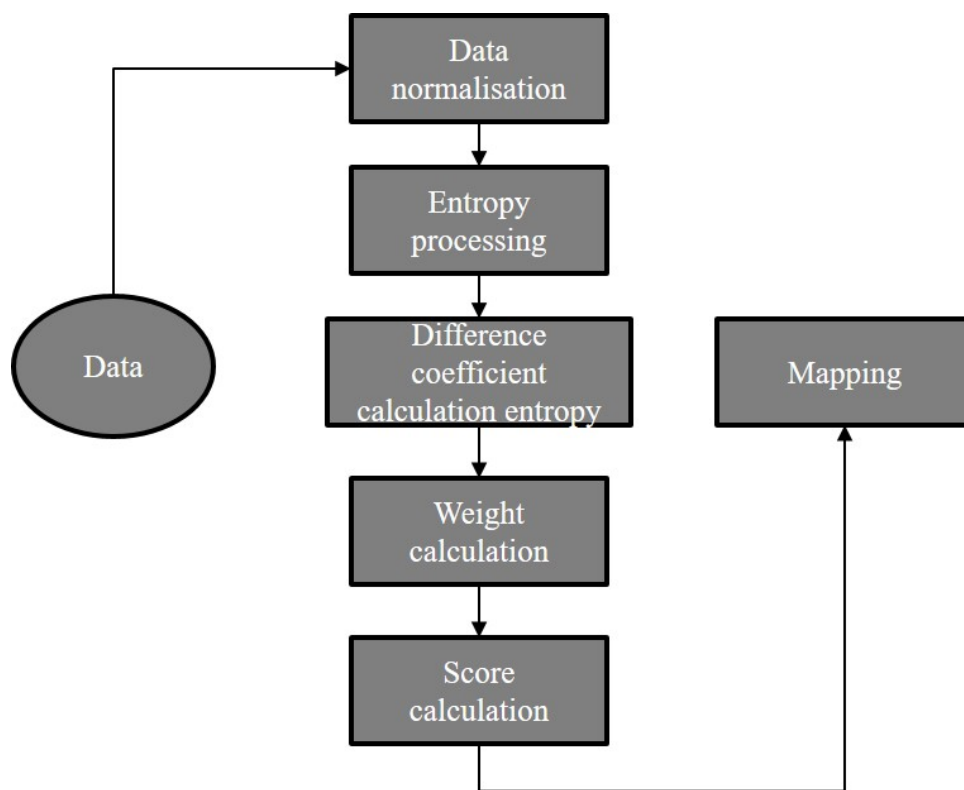 Data
normalisation
Entropy
processing
Difference
coefficient
calculation entropy
Data
Mapping
Weight
calculation
Score
calculation